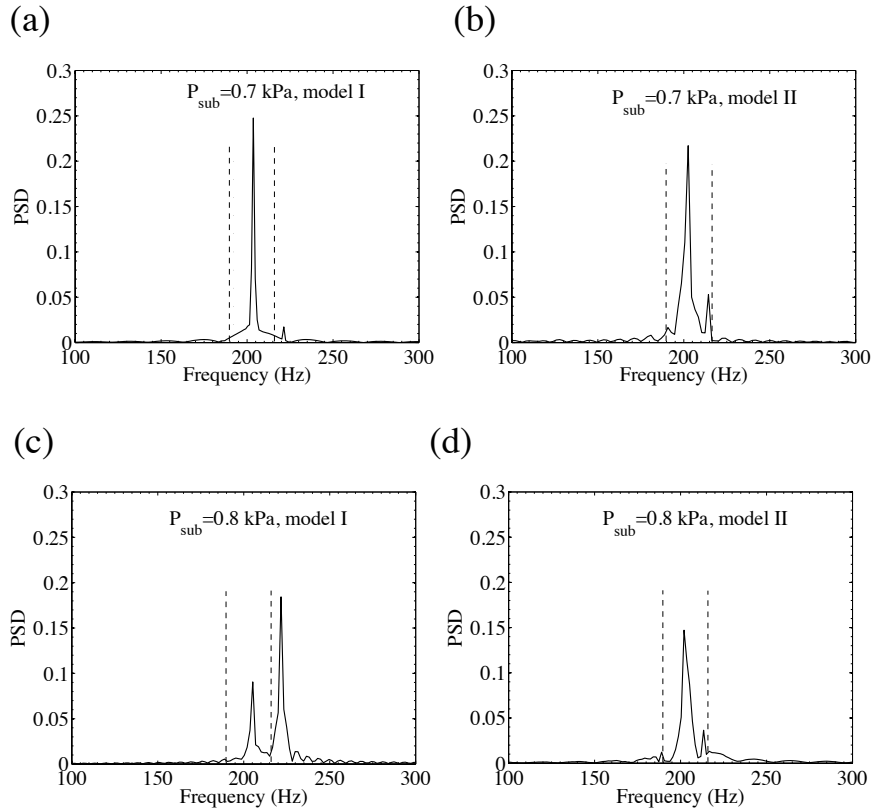 (a)
P_sub=0.7 kPa, model I
0.3
0.25
0.2
0.15
0.1
0.05
0
PSD
100 150 200 250 300
Frequency (Hz)
(b)
P_sub=0.7 kPa, model II
0.3
0.25
0.2
0.15
0.1
0.05
0
PSD
100 150 200 250 300
Frequency (Hz)
(c)
P_sub=0.8 kPa, model I
0.3
0.25
0.2
0.15
0.1
0.05
0
PSD
100 150 200 250 300
Frequency (Hz)
(d)
P_sub=0.8 kPa, model II
0.3
0.25
0.2
0.15
0.1
0.05
0
PSD
100 150 200 250 300
Frequency (Hz)